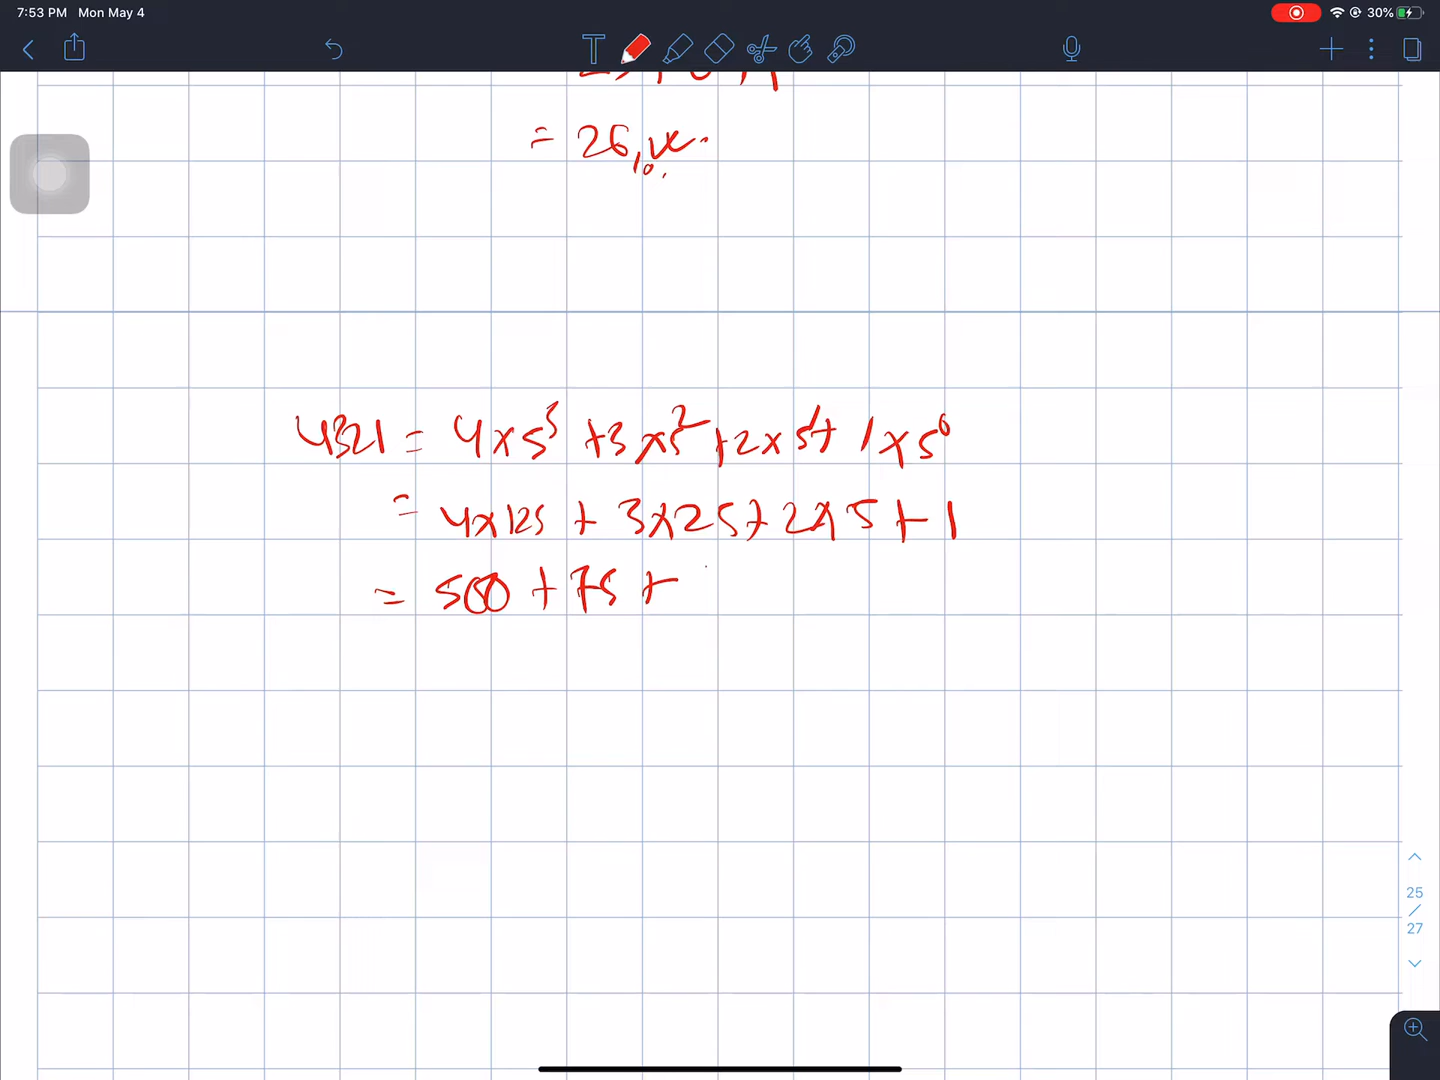 7:53 PM Mon May 4
30%
T
= 26,
4321 = 4x5³ +3x5² +2x5¹+ 1x5⁰
= 4x125 + 3x25+2x5+1
= 500 +75 +
25
/
27